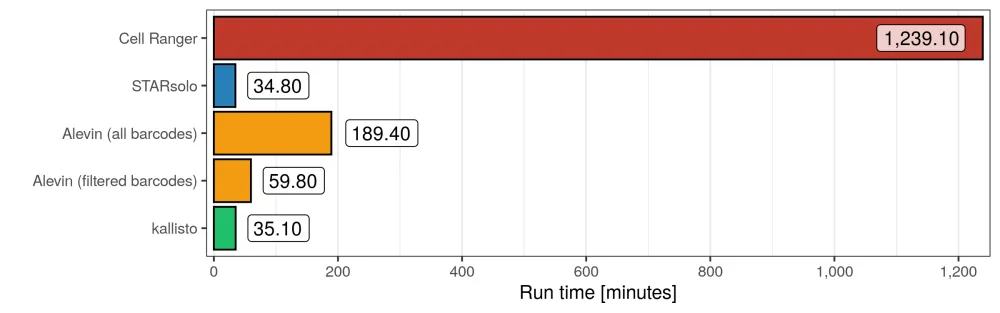 Cell Ranger 1,239.10
STARsolo 34.80
Alevin (all barcodes) 189.40
Alevin (filtered barcodes) 59.80
kallisto 35.10
0 200 400 600 800 1,000 1,200
Run time [minutes]